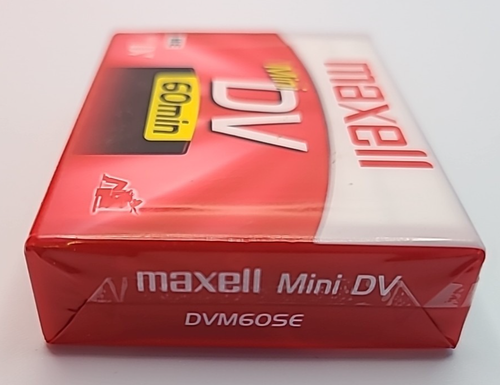 maxell
Mini
DV
60min
maxell Mini DV
DVM60SE